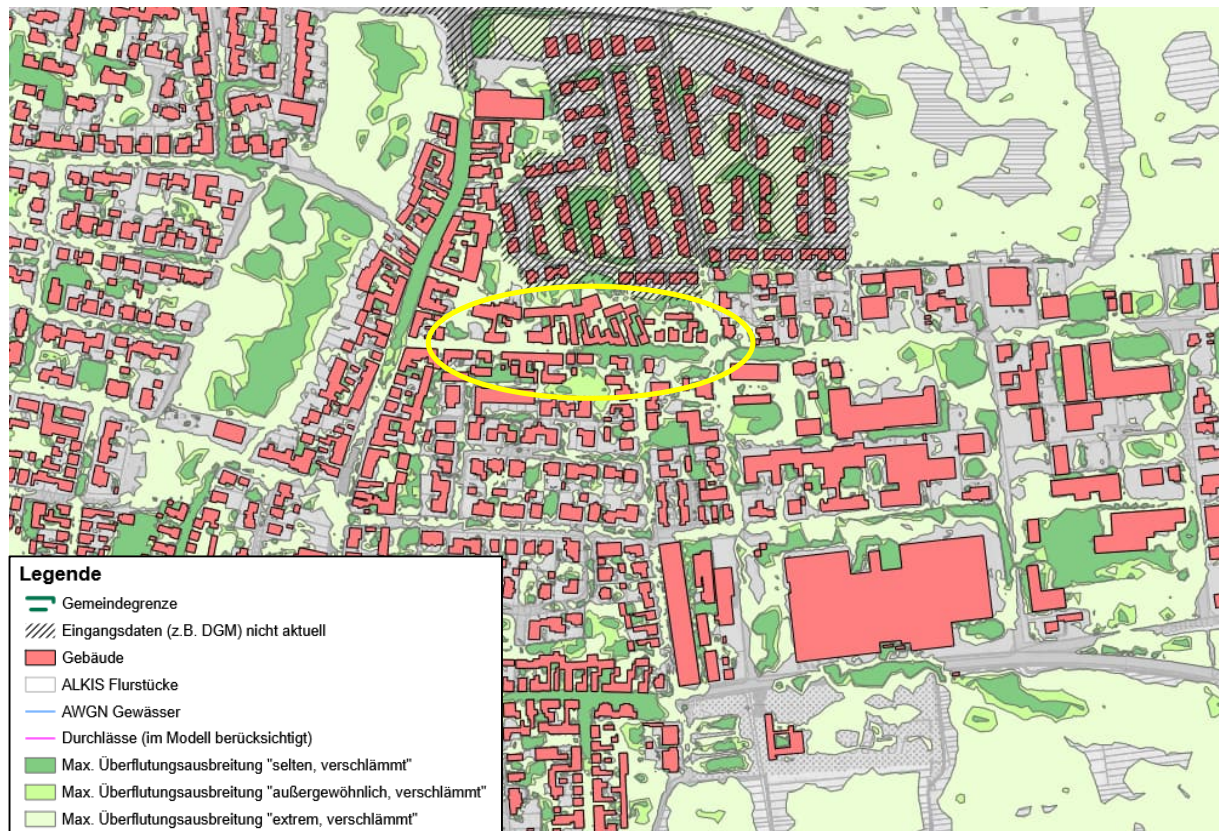 Legende
Gemeindegrenze
Eingangsdaten (z.B. DGM) nicht aktuell
Gebäude
ALKIS Flurstücke
AWGN Gewässer
Durchlässe (im Modell berücksichtigt)
Max. Überflutungsausbreitung "selten, verschlämmt"
Max. Überflutungsausbreitung "außergewöhnlich, verschlämmt"
Max. Überflutungsausbreitung "extrem, verschlämmt"